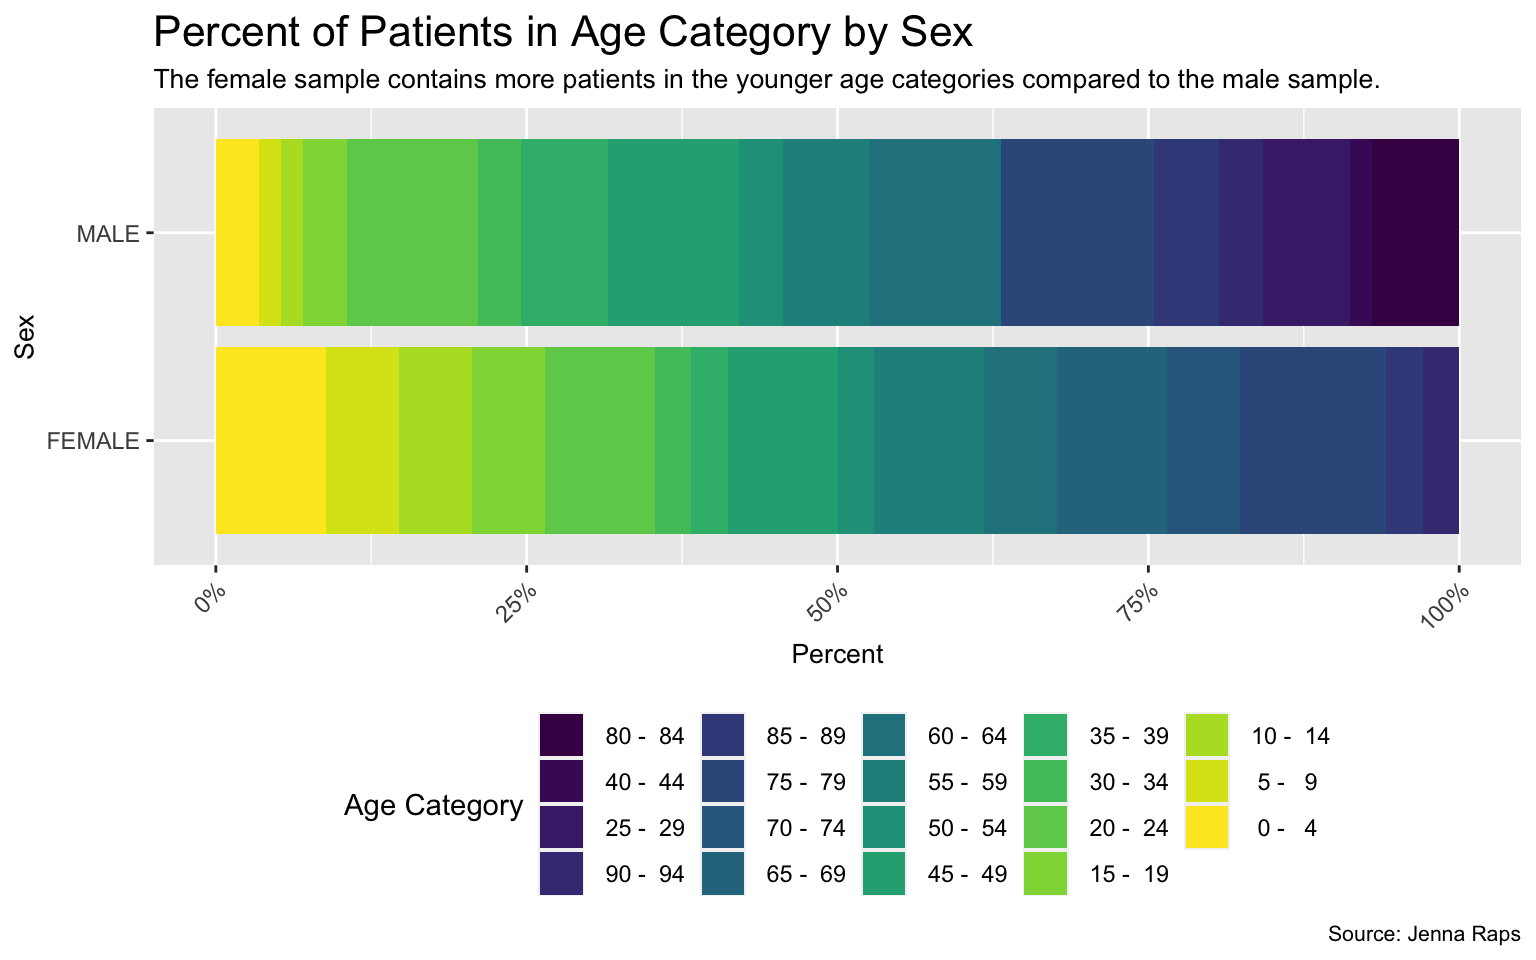 Percent of Patients in Age Category by Sex
The female sample contains more patients in the younger age categories compared to the male sample.
Sex
MALE
FEMALE
0%
25%
50%
75%
100%
Percent
Age Category
80 - 84
40 - 44
25 - 29
90 - 94
85 - 89
75 - 79
70 - 74
65 - 69
60 - 64
55 - 59
50 - 54
45 - 49
35 - 39
30 - 34
20 - 24
15 - 19
10 - 14
5 - 9
0 - 4
Source: Jenna Raps